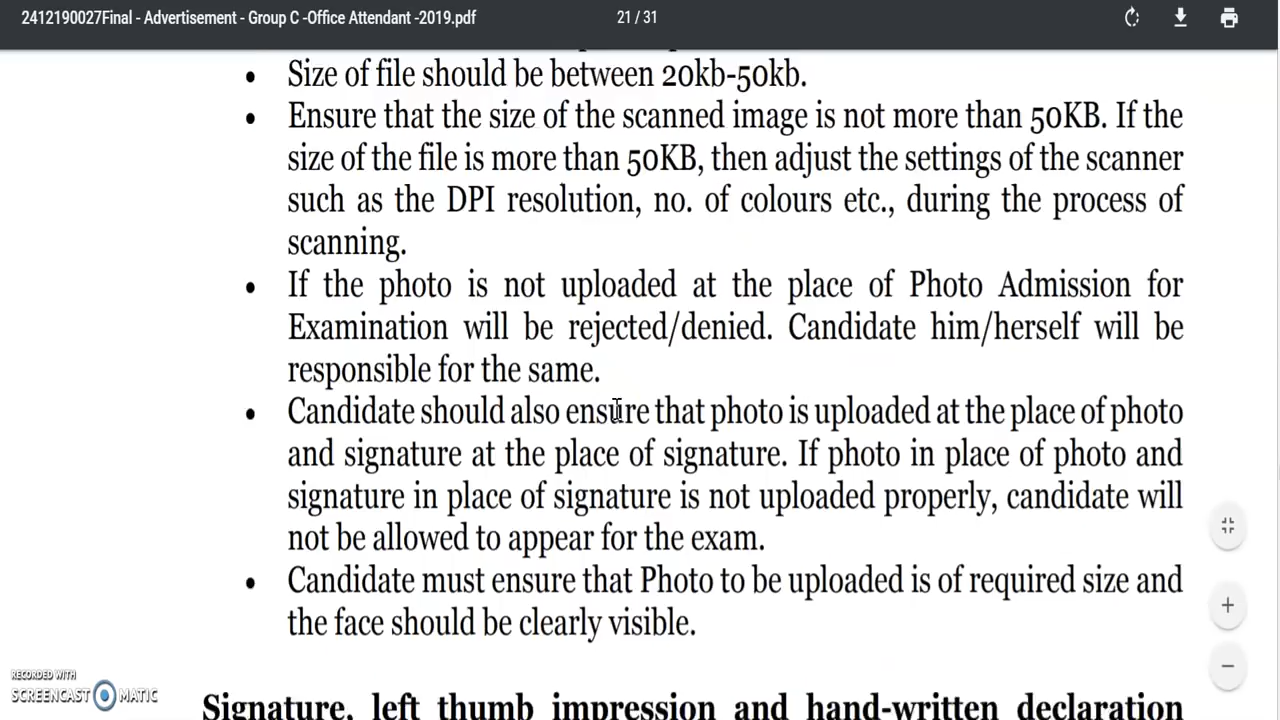 2412190027Final - Advertisement - Group C -Office Attendant -2019.pdf
21 / 31
• Size of file should be between 20kb-50kb.
• Ensure that the size of the scanned image is not more than 50KB. If the
size of the file is more than 50KB, then adjust the settings of the scanner
such as the DPI resolution, no. of colours etc., during the process of
scanning.
• If the photo is not uploaded at the place of Photo Admission for
Examination will be rejected/denied. Candidate him/herself will be
responsible for the same.
• Candidate should also ensure that photo is uploaded at the place of photo
and signature at the place of signature. If photo in place of photo and
signature in place of signature is not uploaded properly, candidate will
not be allowed to appear for the exam.
• Candidate must ensure that Photo to be uploaded is of required size and
the face should be clearly visible.
RECORDED WITH
SCREENCAST MATIC
Signature, left thumb impression and hand-written declaration